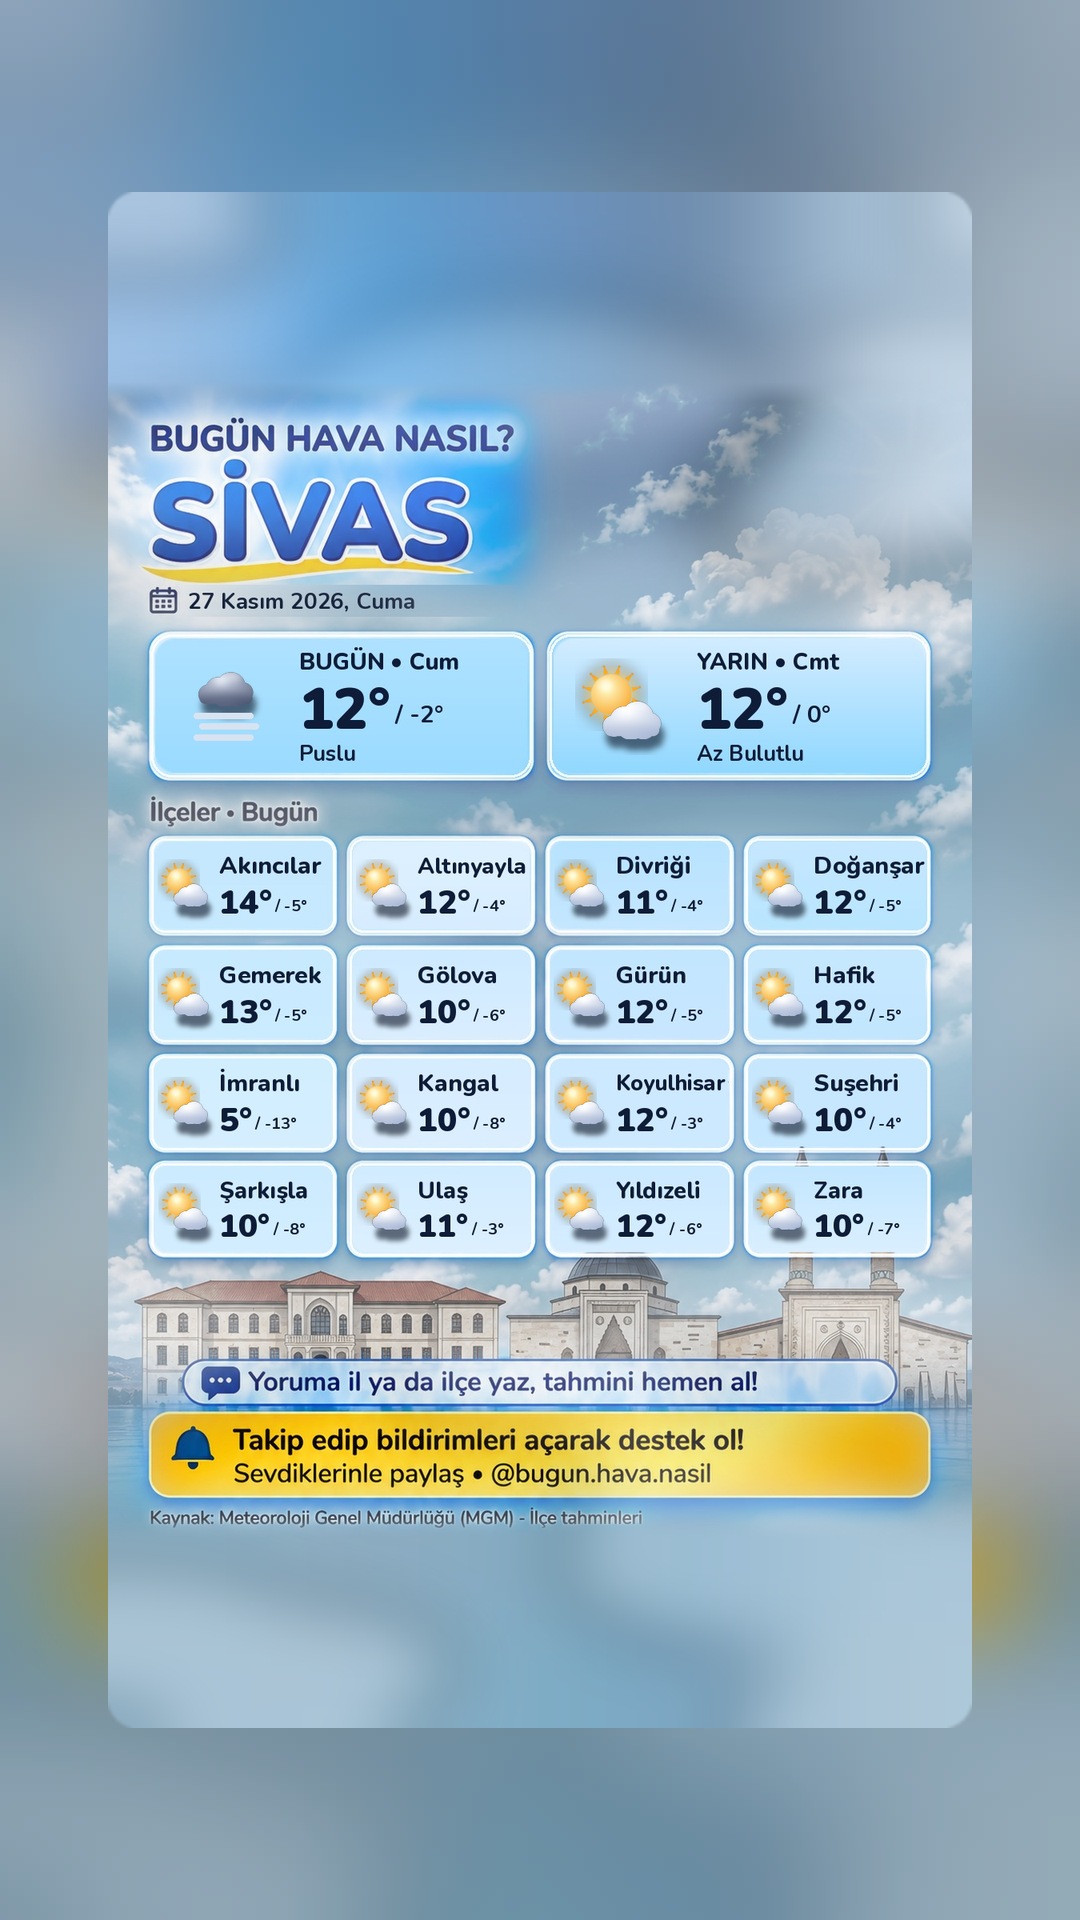 BUGÜN HAVA NASIL?
SİVAS
27 Kasım 2026, Cuma
BUGÜN • Cum
12° / -2°
Puslu
YARIN • Cmt
12° / 0°
Az Bulutlu
İlçeler • Bugün
Akıncılar
14° / -5°
Altınyayla
12° / -4°
Divriği
11° / -4°
Doğanşar
12° / -5°
Gemerek
13° / -5°
Gölova
10° / -6°
Gürün
12° / -5°
Hafik
12° / -5°
İmranlı
5° / -13°
Kangal
10° / -8°
Koyulhisar
12° / -3°
Suşehri
10° / -4°
Şarkışla
10° / -8°
Ulaş
11° / -3°
Yıldızeli
12° / -6°
Zara
10° / -7°
Yoruma il ya da ilçe yaz, tahmini hemen al!
Takip edip bildirimleri açarak destek ol!
Sevdiklerinle paylaş • @bugun.hava.nasil
Kaynak: Meteoroloji Genel Müdürlüğü (MGM) - İlçe tahminleri